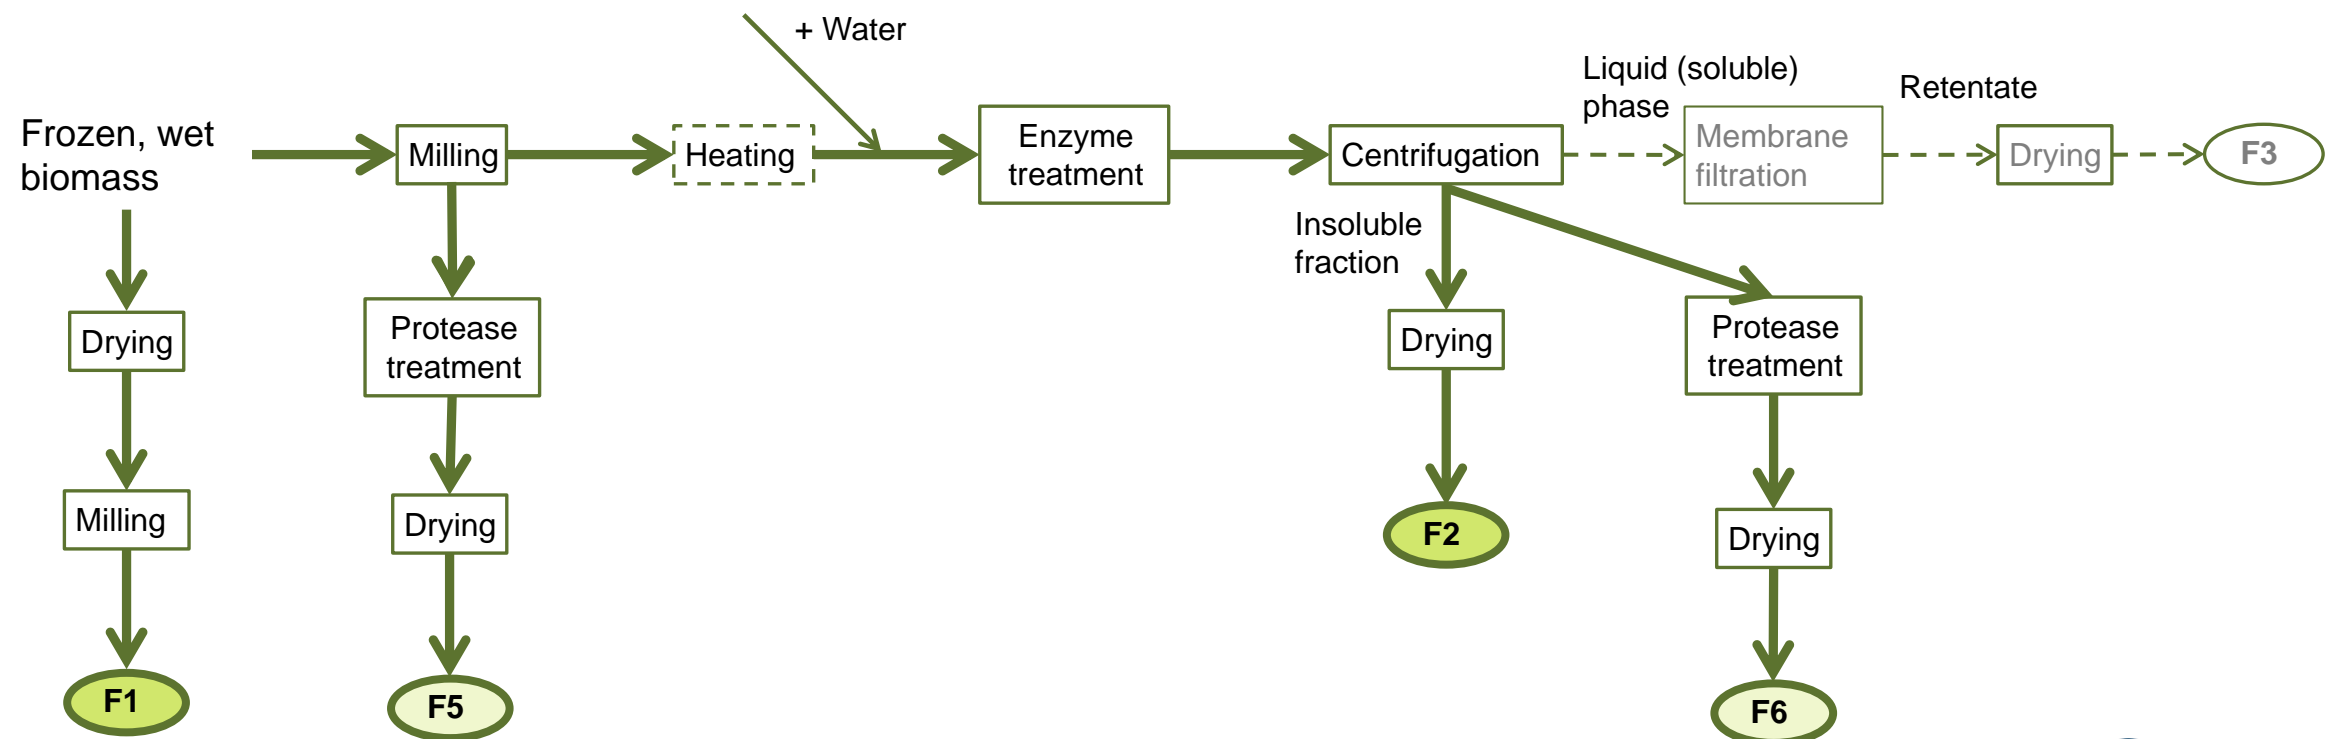 + Water
Liquid (soluble)
phase
Retentate
Frozen, wet
biomass
Milling
Heating
Enzyme
treatment
Centrifugation
Membrane
filtration
Drying
F3
Insoluble
fraction
Drying
Protease
treatment
Drying
Protease
treatment
Milling
Drying
F2
Drying
F1
F5
F6